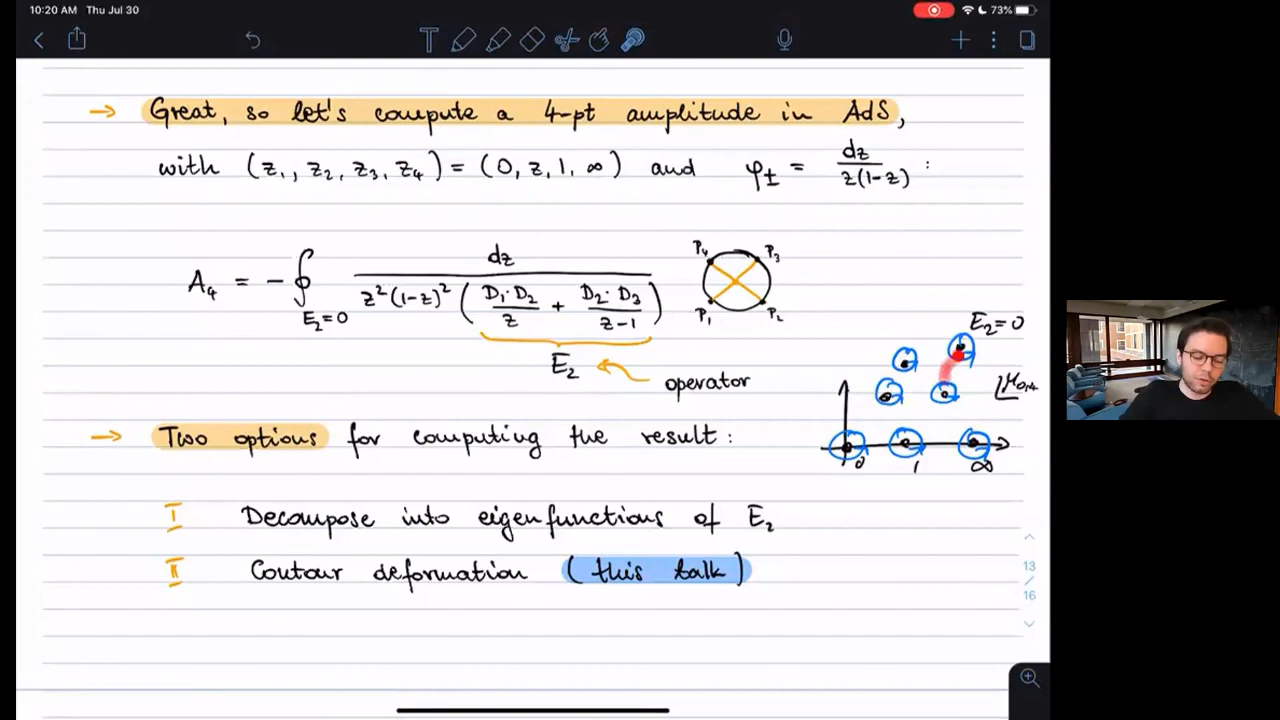 10:20 AM Thu Jul 30
73%
→ Great, so let's compute a 4-pt amplitude in AdS,
with (z₁, z₂, z₃, z₄) = (0, z, 1, ∞) and φ± = dz / z(1-z) :
A₄ = - ∮_{E₂=0} dz / z²(1-z)² ( D₁·D₂ / z + D₂·D₃ / z-1 )
P₄ P₃
P₁ P₂
E₂ operator
E₂=0
0 1 ∞
→ Two options for computing the result:
I Decompose into eigenfunctions of E₂
II Contour deformation (this talk)
13
/
16